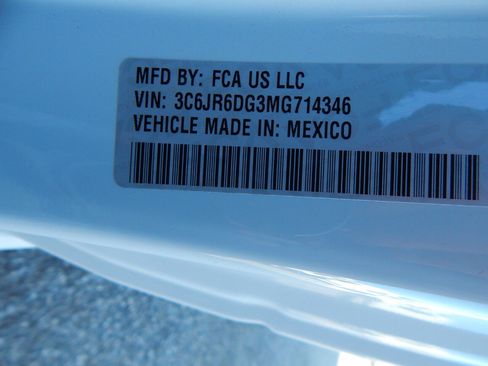 MFD BY: FCA US LLC
VIN: 3C6JR6DG3MG714346
VEHICLE MADE IN: MEXICO